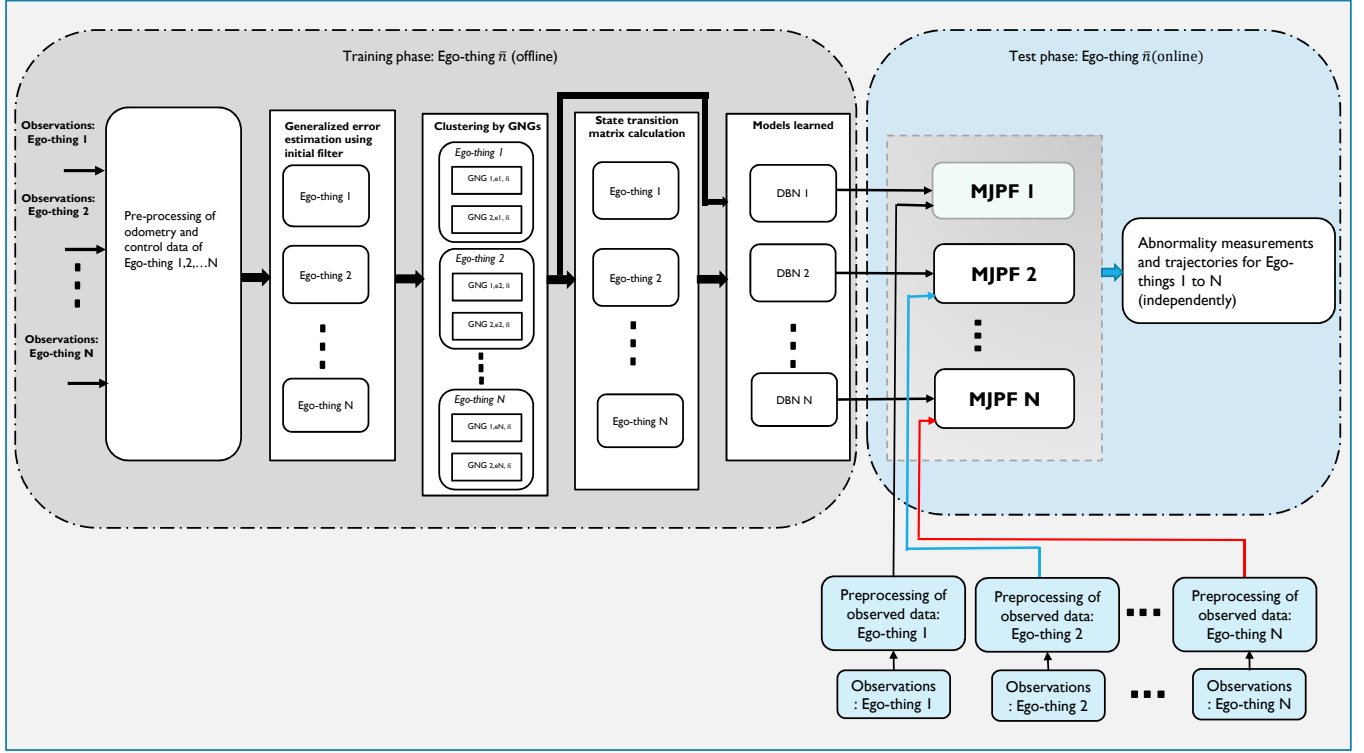 Training phase: Ego-thing n̄ (offline)
Observations:
Ego-thing 1
Observations:
Ego-thing 2
Observations:
Ego-thing N
Pre-processing of
odometry and
control data of
Ego-thing 1,2,...N
Generalized error
estimation using
initial filter
Ego-thing 1
Ego-thing 2
Ego-thing N
Clustering by GNGs
Ego-thing 1
GNG 1,e1, n̄
GNG 2,e1, n̄
Ego-thing 2
GNG 1,e2, n̄
GNG 2,e2, n̄
Ego-thing N
GNG 1,eN, n̄
GNG 2,eN, n̄
State transition
matrix calculation
Ego-thing 1
Ego-thing 2
Ego-thing N
Models learned
DBN 1
DBN 2
DBN N
Test phase: Ego-thing n̄(online)
MJPF 1
MJPF 2
MJPF N
Abnormality measurements
and trajectories for Ego-
things 1 to N
(independently)
Preprocessing of
observed data:
Ego-thing 1
Preprocessing of
observed data:
Ego-thing 2
Preprocessing of
observed data:
Ego-thing N
Observations
: Ego-thing 1
Observations
: Ego-thing 2
Observations
: Ego-thing N